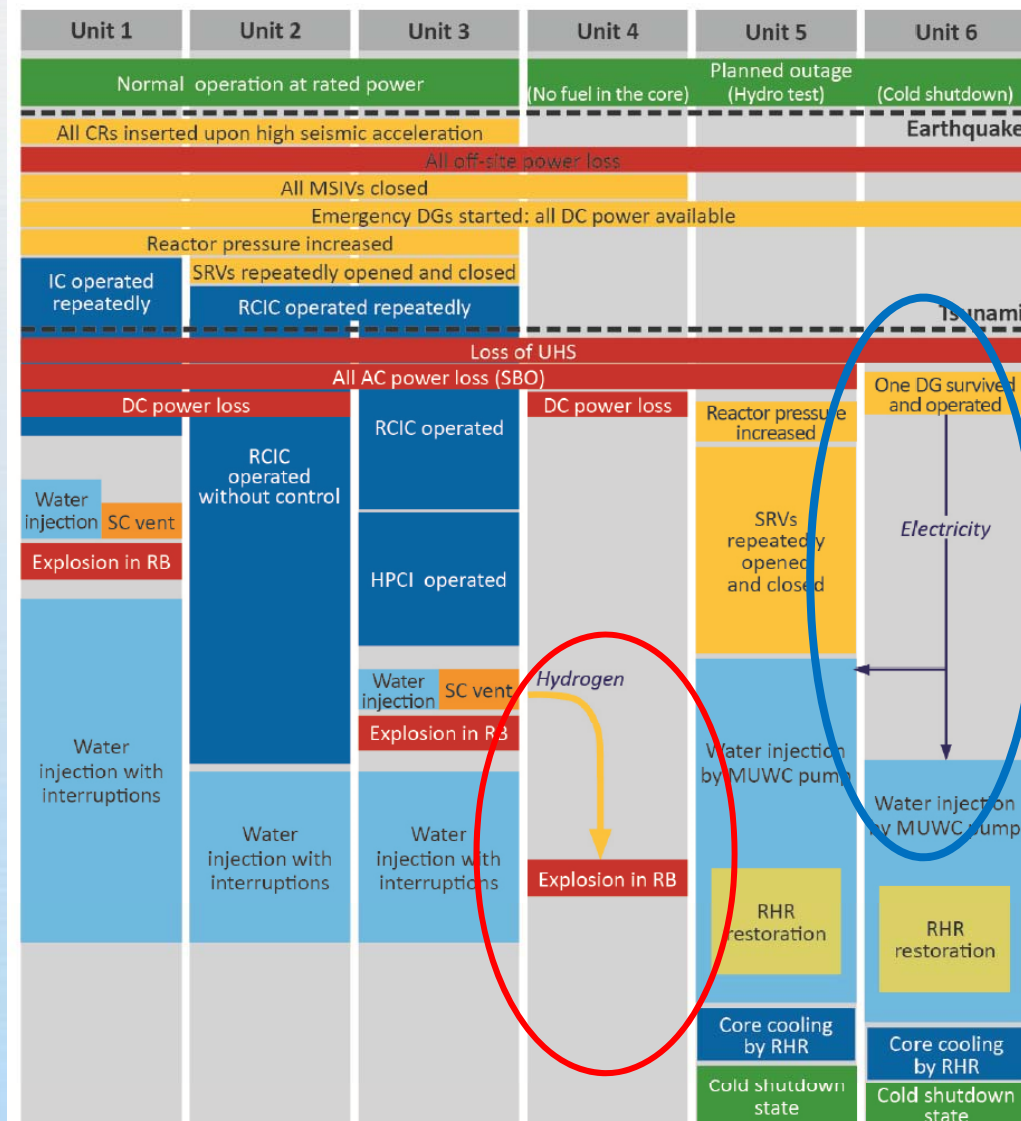 Unit 1
Unit 2
Unit 3
Unit 4
Unit 5
Unit 6
Normal operation at rated power
Planned outage
(No fuel in the core)
(Hydro test)
(Cold shutdown)
Earthquake
All CRs inserted upon high seismic acceleration
All off-site power loss
All MSIVs closed
Emergency DGs started: all DC power available
Reactor pressure increased
IC operated
repeatedly
SRVs repeatedly opened and closed
RCIC operated repeatedly
Tsunami
Loss of UHS
All AC power loss (SBO)
DC power loss
DC power loss
One DG survived
and operated
Reactor pressure
increased
RCIC operated
RCIC
operated
without control
Water
injection
SC vent
Explosion in RB
SRVs
repeatedly
opened
and closed
Electricity
HPCI operated
Water
injection
SC vent
Hydrogen
Explosion in RB
Water
injection with
interruptions
Water injection
by MUWC pump
Water injection
by MUWC pump
Water
injection with
interruptions
Water
injection with
interruptions
Explosion in RB
RHR
restoration
RHR
restoration
Core cooling
by RHR
Core cooling
by RHR
Cold shutdown
state
Cold shutdown
state